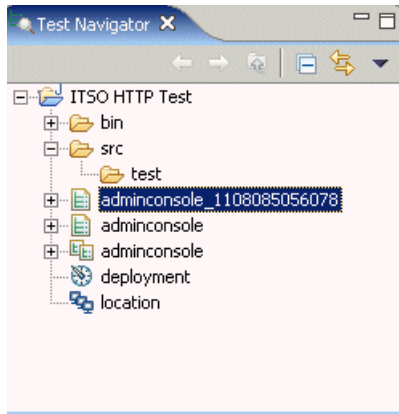 Test Navigator
ITSO HTTP Test
bin
src
test
adminconsole_1108085056078
adminconsole
adminconsole
deployment
location